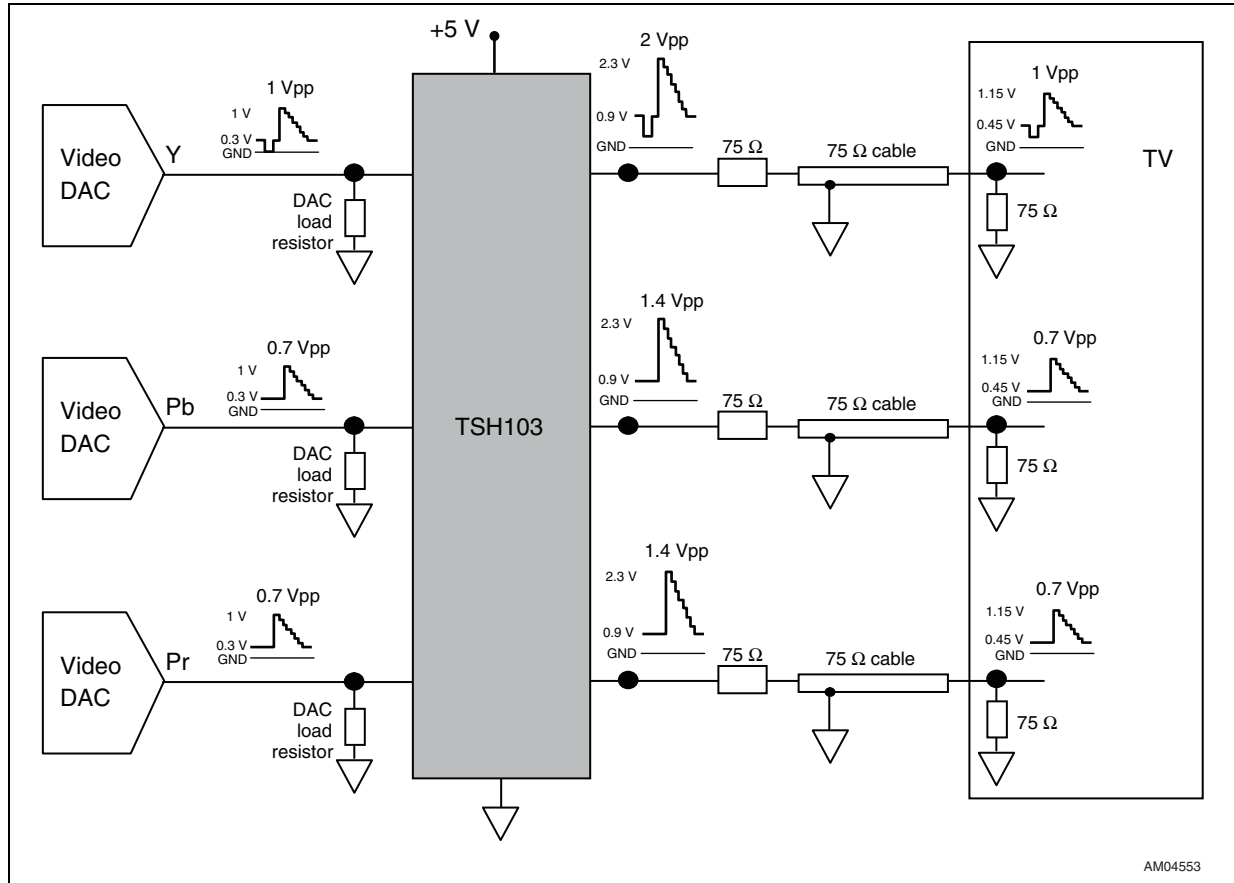 +5 V
Video
DAC
Y
1 Vpp
1 V
0.3 V
GND
DAC
load
resistor
2 Vpp
2.3 V
0.9 V
GND
75 Ω
75 Ω cable
1 Vpp
1.15 V
0.45 V
GND
75 Ω
TV
Video
DAC
Pb
0.7 Vpp
1 V
0.3 V
GND
DAC
load
resistor
TSH103
1.4 Vpp
2.3 V
0.9 V
GND
75 Ω
75 Ω cable
0.7 Vpp
1.15 V
0.45 V
GND
75 Ω
Video
DAC
Pr
0.7 Vpp
1 V
0.3 V
GND
DAC
load
resistor
1.4 Vpp
2.3 V
0.9 V
GND
75 Ω
75 Ω cable
0.7 Vpp
1.15 V
0.45 V
GND
75 Ω
AM04553